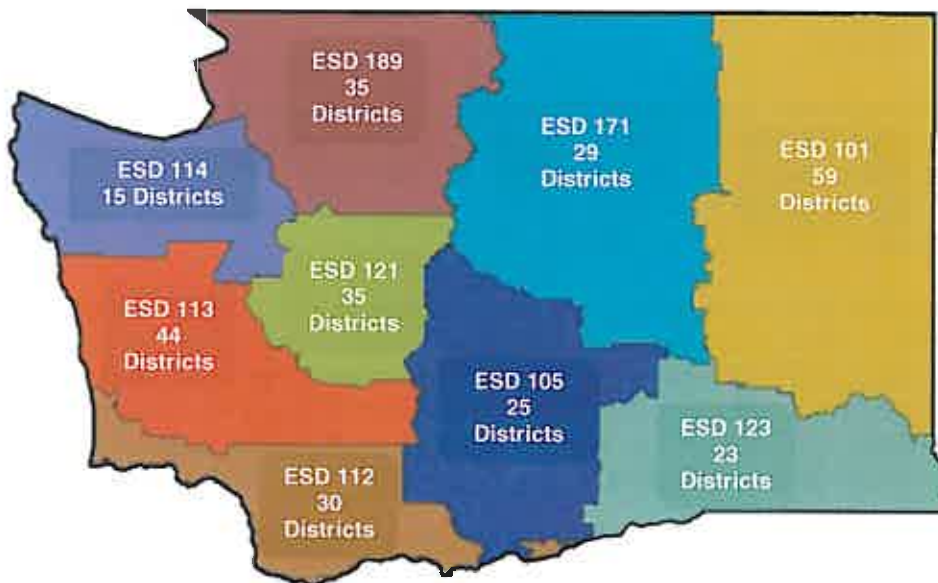 ESD 189
35
Districts
ESD 171
29
Districts
ESD 101
59
Districts
ESD 114
15 Districts
ESD 121
35
Districts
ESD 113
44
Districts
ESD 105
25
Districts
ESD 123
23
Districts
ESD 112
30
Districts